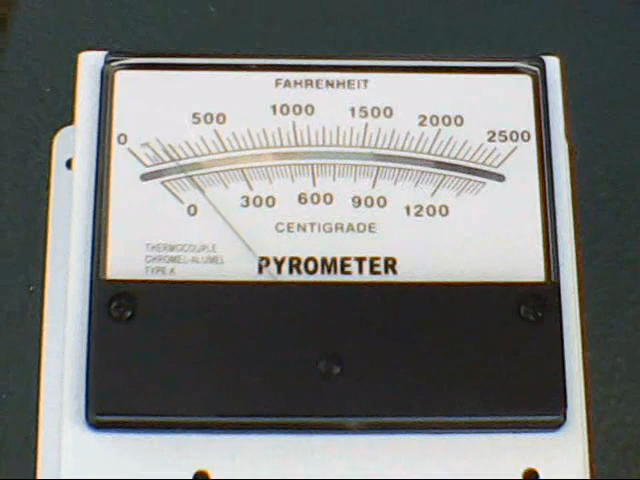 FAHRENHEIT
0 500 1000 1500 2000 2500
0 300 600 900 1200
CENTIGRADE
THERMOCOUPLE
CHROMEL-ALUMEL
TYPE K
PYROMETER